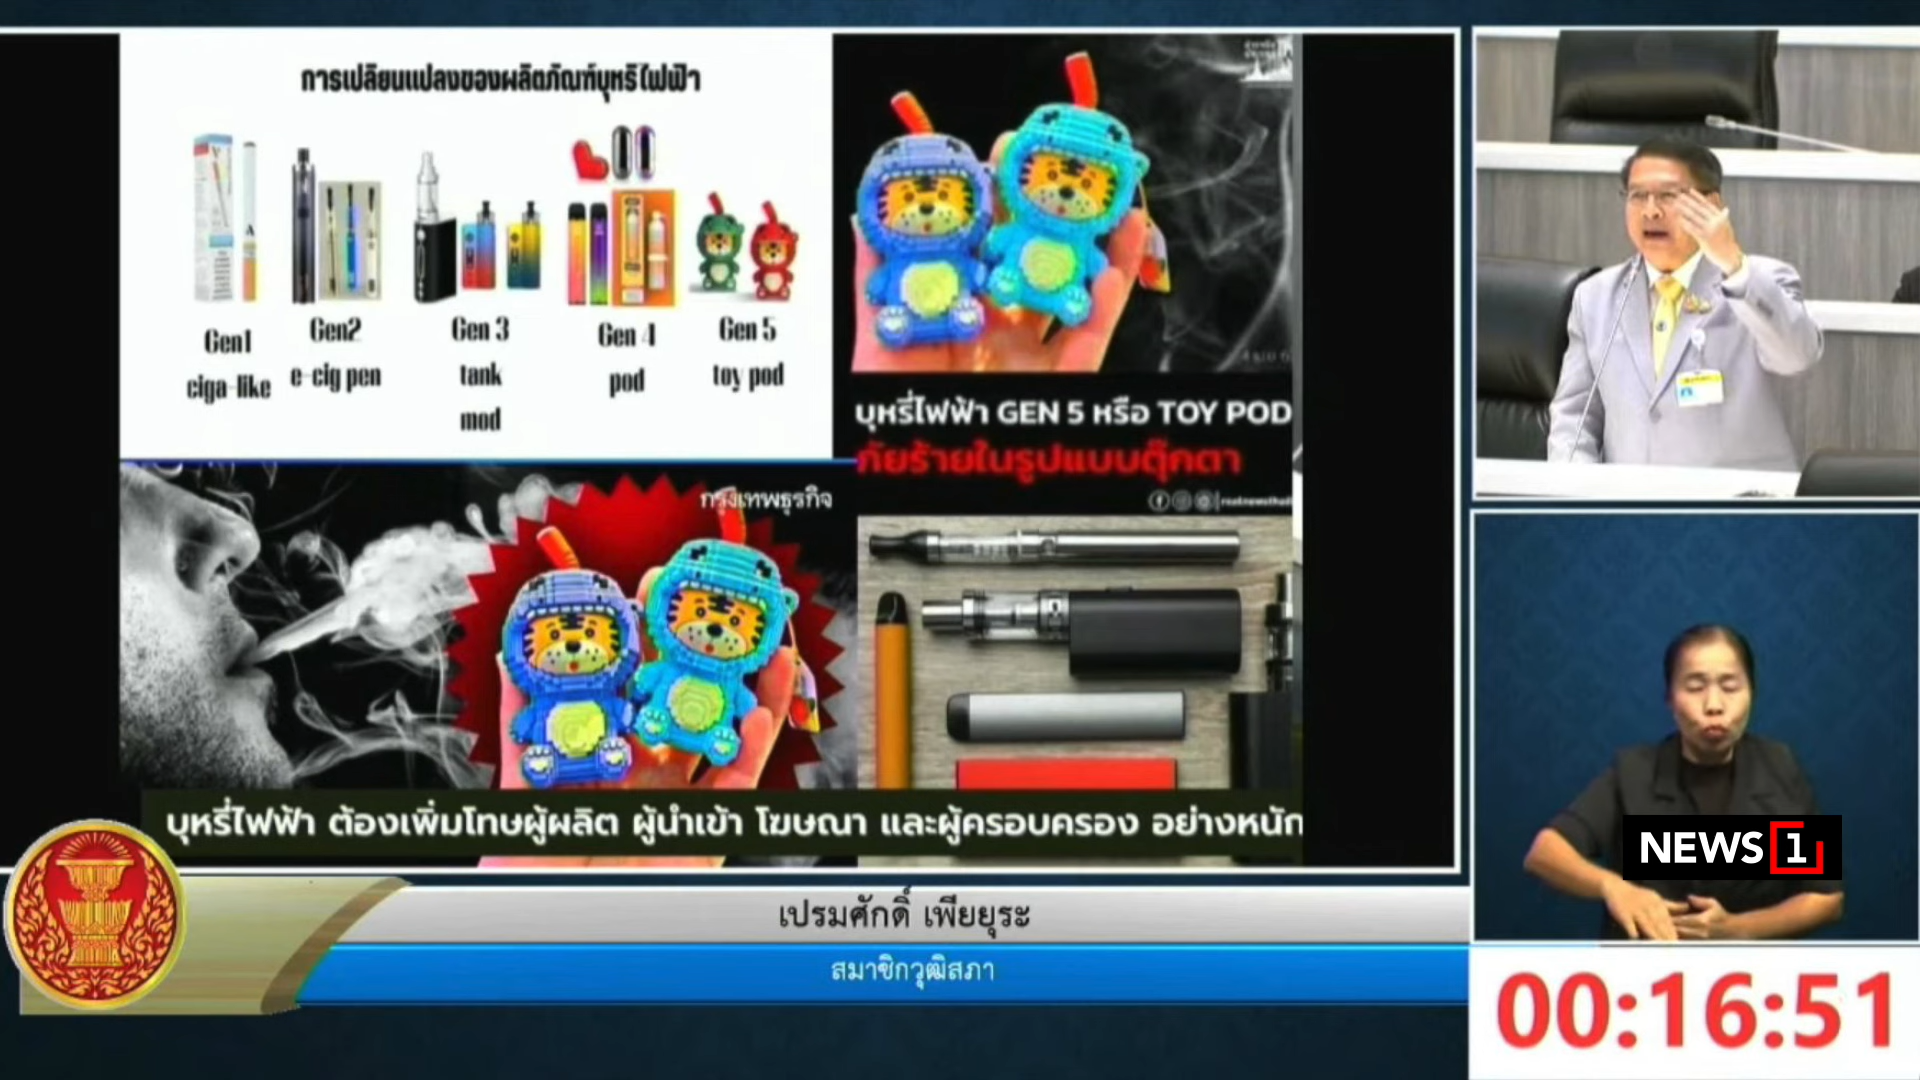 การเปลี่ยนแปลงของผลิตภัณฑ์บุหรี่ไฟฟ้า
Gen1
ciga-like
Gen2
e-cig pen
Gen 3
tank
mod
Gen 4
pod
Gen 5
toy pod
บุหรี่ไฟฟ้า GEN 5 หรือ TOY POD
ภัยร้ายในรูปแบบตุ๊กตา
กรุงเทพธุรกิจ
บุหรี่ไฟฟ้า ต้องเพิ่มโทษผู้ผลิต ผู้นำเข้า โฆษณา และผู้ครอบครอง อย่างหนัก
เปรมศักดิ์ เพียยุระ
สมาชิกวุฒิสภา
NEWS 1
00:16:51